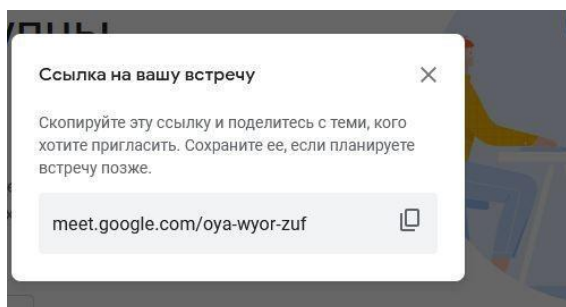 Ссылка на вашу встречу
Скопируйте эту ссылку и поделитесь с теми, кого
хотите пригласить. Сохраните ее, если планируете
встречу позже.
meet.google.com/oya-wyor-zuf